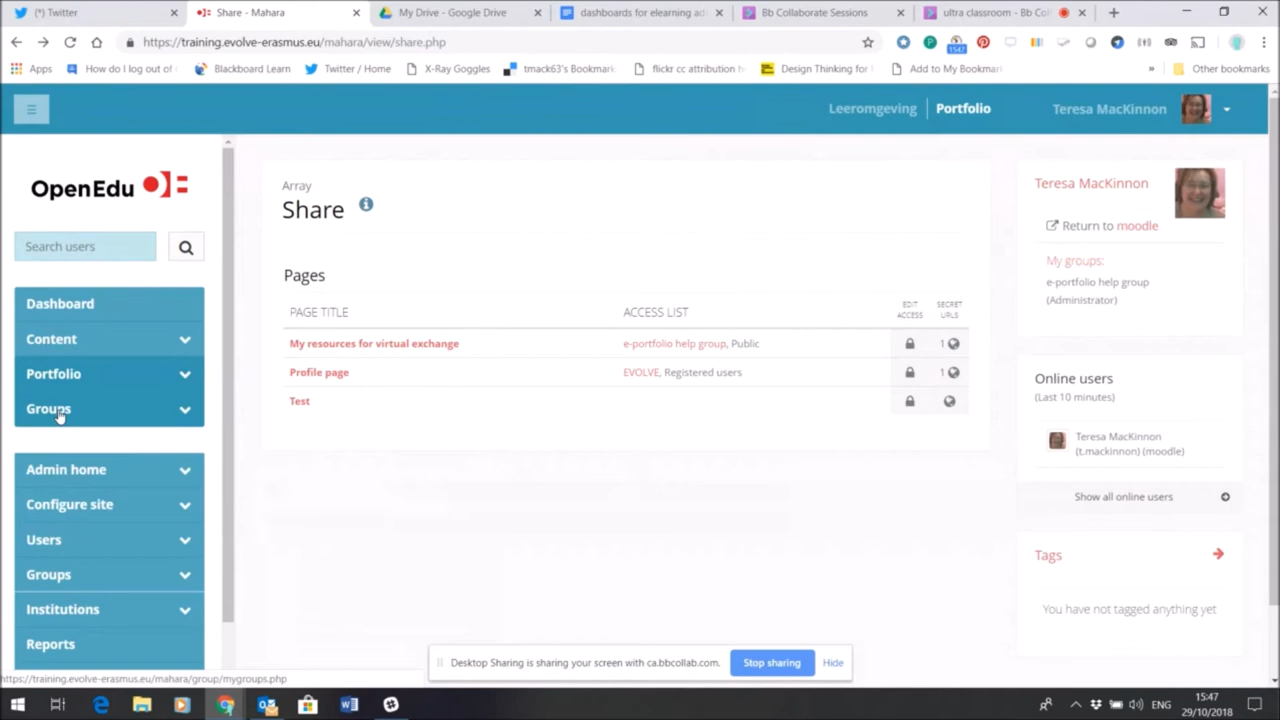 (*) Twitter
Share - Mahara
My Drive - Google Drive
dashboards for elearning ad
Bb Collaborate Sessions
ultra classroom - Bb Col
https://training.evolve-erasmus.eu/mahara/view/share.php
1547
Apps
How do I log out of
Blackboard Learn
Twitter / Home
X-Ray Goggles
tmack63's Bookmark
flickr cc attribution h
Design Thinking for
Add to My Bookmar
»
Other bookmarks
Leeromgeving
Portfolio
Teresa MacKinnon
OpenEdu
Search users
Dashboard
Content
Portfolio
Groups
Admin home
Configure site
Users
Groups
Institutions
Reports
Array
Share
Pages
PAGE TITLE ACCESS LIST EDIT ACCESS SECRET URLS
My resources for virtual exchange e-portfolio help group, Public 1
Profile page EVOLVE, Registered users 1
Test
Teresa MacKinnon
Return to moodle
My groups:
e-portfolio help group
(Administrator)
Online users
(Last 10 minutes)
Teresa MacKinnon
(t.mackinnon) (moodle)
Show all online users
Tags
You have not tagged anything yet
Desktop Sharing is sharing your screen with ca.bbcollab.com.
Stop sharing
Hide
https://training.evolve-erasmus.eu/mahara/group/mygroups.php
ENG
15:47
29/10/2018